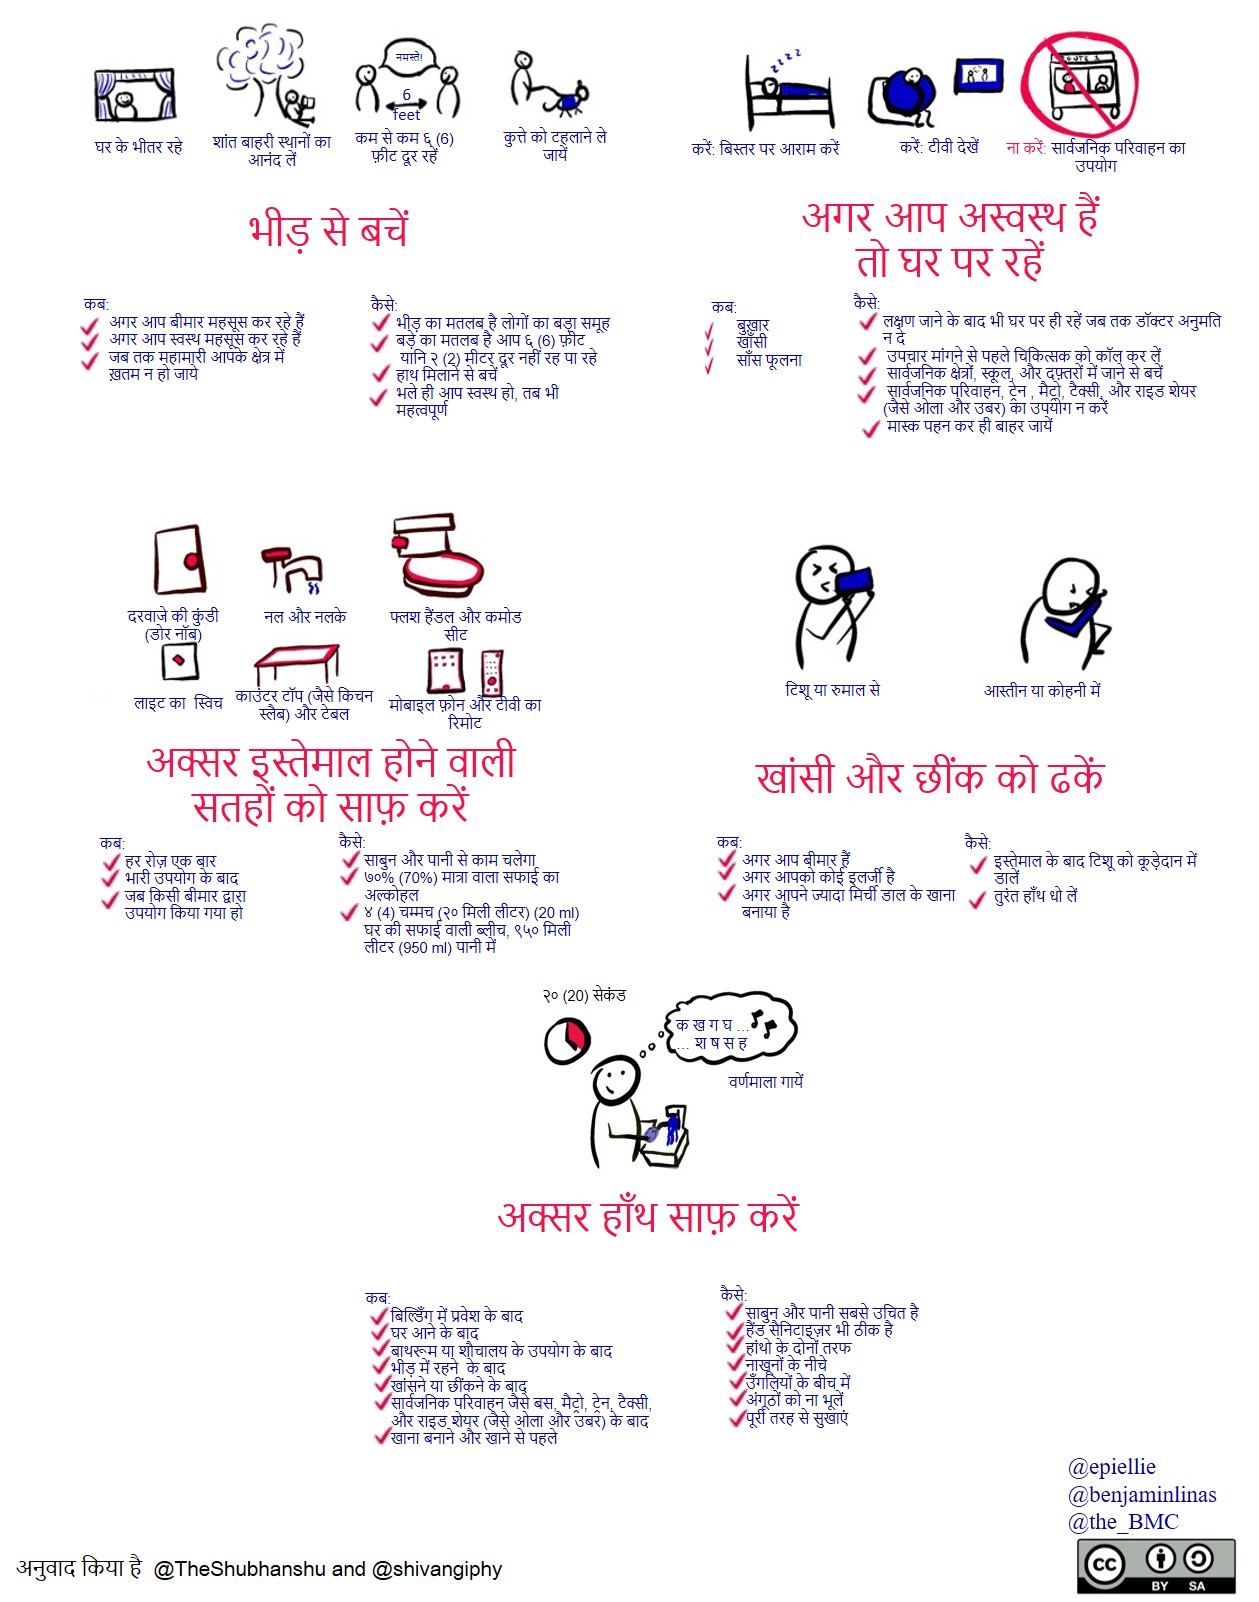 नमस्ते!
6
feet
घर के भीतर रहे
शांत बाहरी स्थानों का
आनंद लें
कम से कम ६ (6)
फ़ीट दूर रहें
कुत्ते को टहलाने ले
जायें
करें: बिस्तर पर आराम करें
करें: टीवी देखें
ना करें: सार्वजनिक परिवाहन का
उपयोग
भीड़ से बचें
कब:
अगर आप बीमार महसूस कर रहे हैं
अगर आप स्वस्थ महसूस कर रहे हैं
जब तक महामारी आपके क्षेत्र में
ख़तम न हो जाये
कैसे:
भीड़ का मतलब है लोगों का बड़ा समूह
बड़े का मतलब है आप ६ (6) फ़ीट
यानि २ (2) मीटर दूर नहीं रह पा रहे
हाथ मिलाने से बचें
भले ही आप स्वस्थ हो, तब भी
महत्वपूर्ण
अगर आप अस्वस्थ हैं
तो घर पर रहें
कब:
बुख़ार
खाँसी
साँस फूलना
कैसे:
लक्षण जाने के बाद भी घर पर ही रहें जब तक डॉक्टर अनुमति
न दे
उपचार मांगने से पहले चिकित्सक को कॉल कर लें
सार्वजनिक क्षेत्रों, स्कूल, और दफ़्तरों में जाने से बचें
सार्वजनिक परिवाहन, ट्रेन , मैट्रो, टैक्सी, और राइड शेयर
(जैसे ओला और उबर) का उपयोग न करें
मास्क पहन कर ही बाहर जायें
दरवाजे की कुंडी
(डोर नॉब)
नल और नलके
फ्लश हैंडल और कमोड
सीट
लाइट का स्विच
काउंटर टॉप (जैसे किचन
स्लैब) और टेबल
मोबाइल फ़ोन और टीवी का
रिमोट
अक्सर इस्तेमाल होने वाली
सतहों को साफ़ करें
कब:
हर रोज़ एक बार
भारी उपयोग के बाद
जब किसी बीमार द्वारा
उपयोग किया गया हो
कैसे:
साबुन और पानी से काम चलेगा
७०% (70%) मात्रा वाला सफाई का
अल्कोहल
४ (4) चम्मच (२० मिली लीटर) (20 ml)
घर की सफाई वाली ब्लीच, ९५० मिली
लीटर (950 ml) पानी में
टिशू या रुमाल से
आस्तीन या कोहनी में
खांसी और छींक को ढकें
कब:
अगर आप बीमार हैं
अगर आपको कोई इलर्जी है
अगर आपने ज्यादा मिर्ची डाल के खाना
बनाया है
कैसे:
इस्तेमाल के बाद टिशू को कूड़ेदान में
डालें
तुरंत हाँथ धो लें
२० (20) सेकंड
क ख ग घ ...
... श ष स ह
वर्णमाला गायें
अक्सर हाँथ साफ़ करें
कब:
बिल्डिँग में प्रवेश के बाद
घर आने के बाद
बाथरूम या शौचालय के उपयोग के बाद
भीड़ में रहने के बाद
खांसने या छींकने के बाद
सार्वजनिक परिवाहन जैसे बस, मैट्रो, ट्रेन, टैक्सी,
और राइड शेयर (जैसे ओला और उबर) के बाद
खाना बनाने और खाने से पहले
कैसे:
साबुन और पानी सबसे उचित है
हैंड सैनिटाइज़र भी ठीक है
हांथो के दोनों तरफ
नाखूनों के नीचे
उँगलियों के बीच में
अंगूठों को ना भूलें
पूरी तरह से सुखाएं
@epiellie
@benjaminlinas
@the_BMC
अनुवाद किया है @TheShubhanshu and @shivangiphy
cc
BY SA